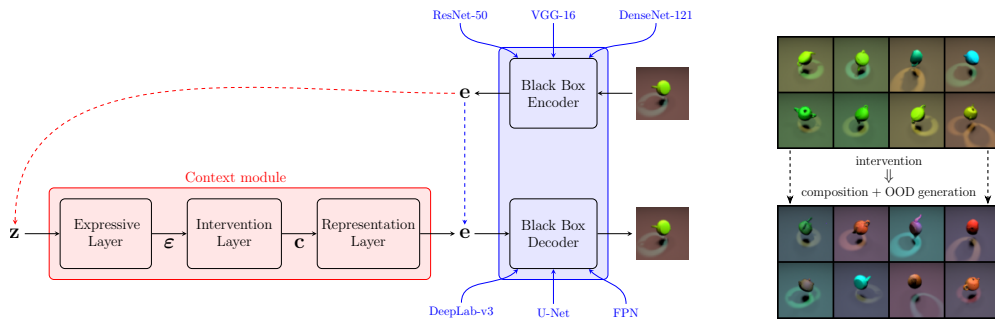 ResNet-50 VGG-16 DenseNet-121
Black Box
Encoder
e
Context module
z
Expressive
Layer
ε
Intervention
Layer
c
Representation
Layer
e
Black Box
Decoder
DeepLab-v3 U-Net FPN
intervention
⇓
composition + OOD generation